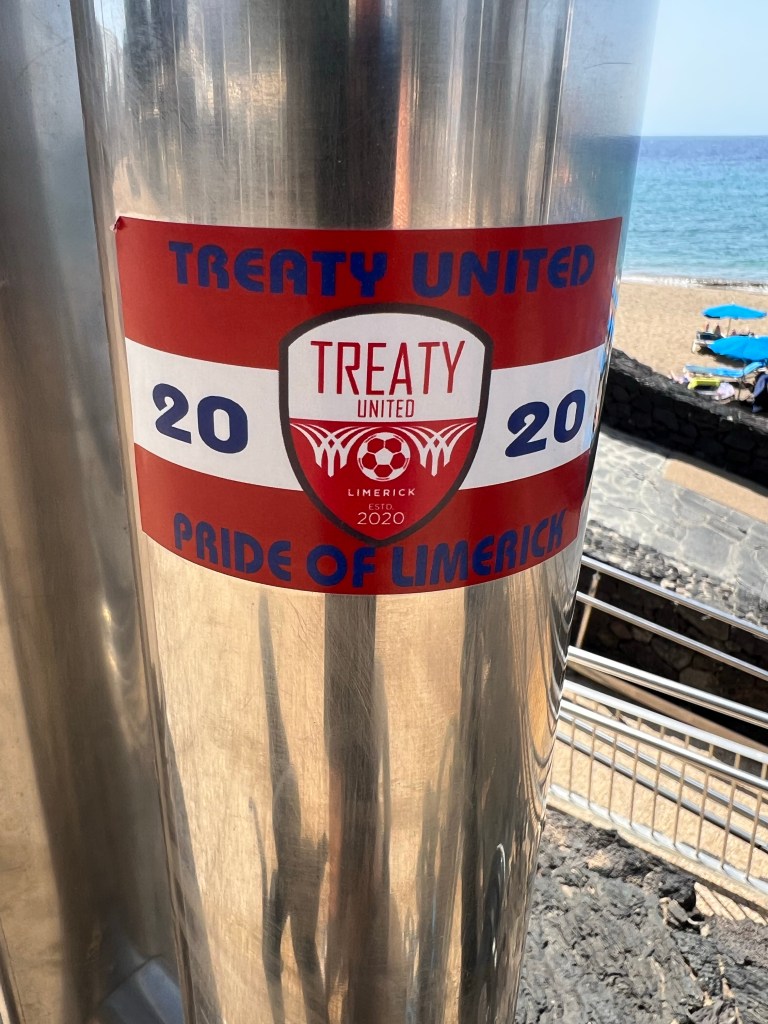 TREATY UNITED
20
TREATY
UNITED
LIMERICK
ESTD.
2020
20
PRIDE OF LIMERICK